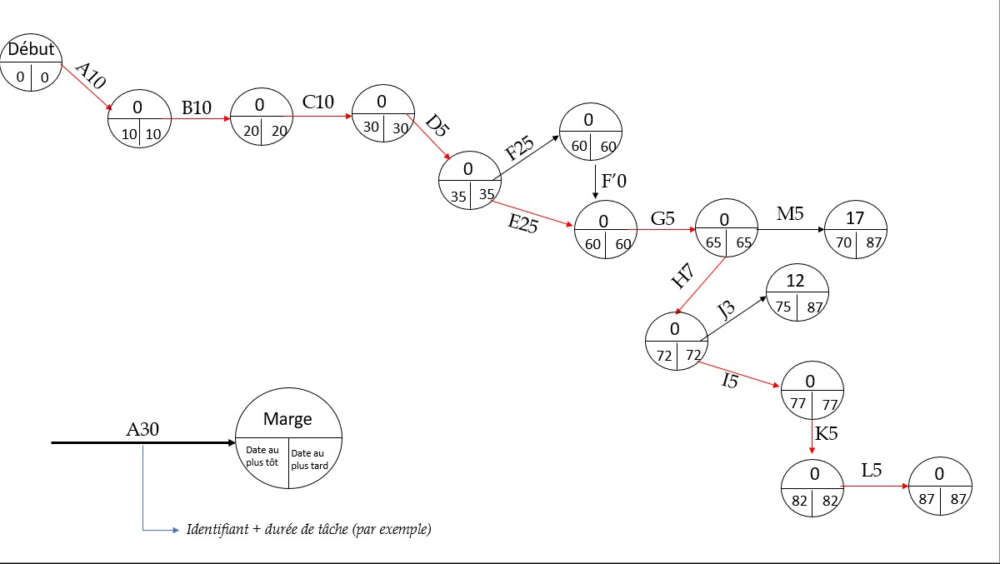 Début
0 0
A10
0
10 10
B10
0
20 20
C10
0
30 30
D5
0
35 35
F25
0
60 60
F’0
E25
0
60 60
G5
0
65 65
M5
17
70 87
H7
0
72 72
J3
12
75 87
I5
0
77 77
K5
0
82 82
L5
0
87 87
A30
Marge
Date au
plus tôt
Date au
plus tard
Identifiant + durée de tâche (par exemple)